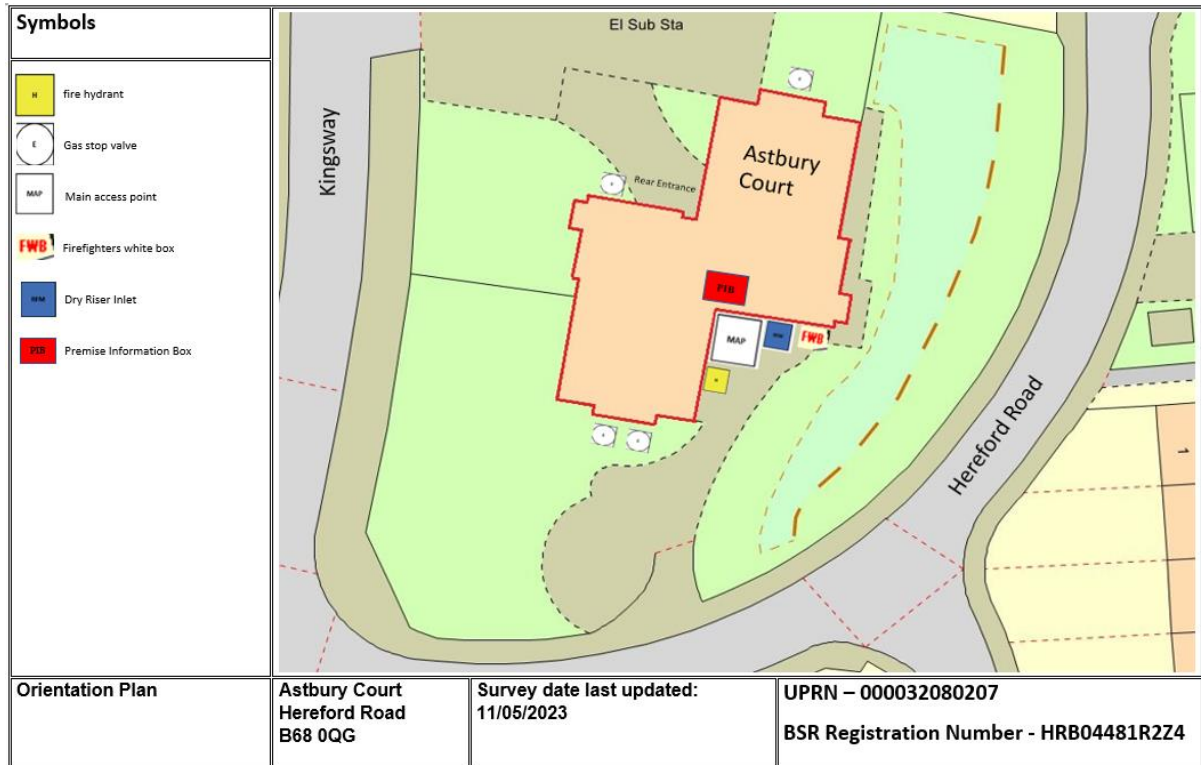 Symbols
H
fire hydrant
E
Gas stop valve
MAP
Main access point
FWB
Firefighters white box
Dry Riser Inlet
PIB
Premise Information Box
El Sub Sta
Kingsway
Astbury
Court
Rear Entrance
PIB
MAP
FWB
H
Hereford Road
1
Orientation Plan
Astbury Court
Hereford Road
B68 0QG
Survey date last updated:
11/05/2023
UPRN – 000032080207
BSR Registration Number - HRB04481R2Z4